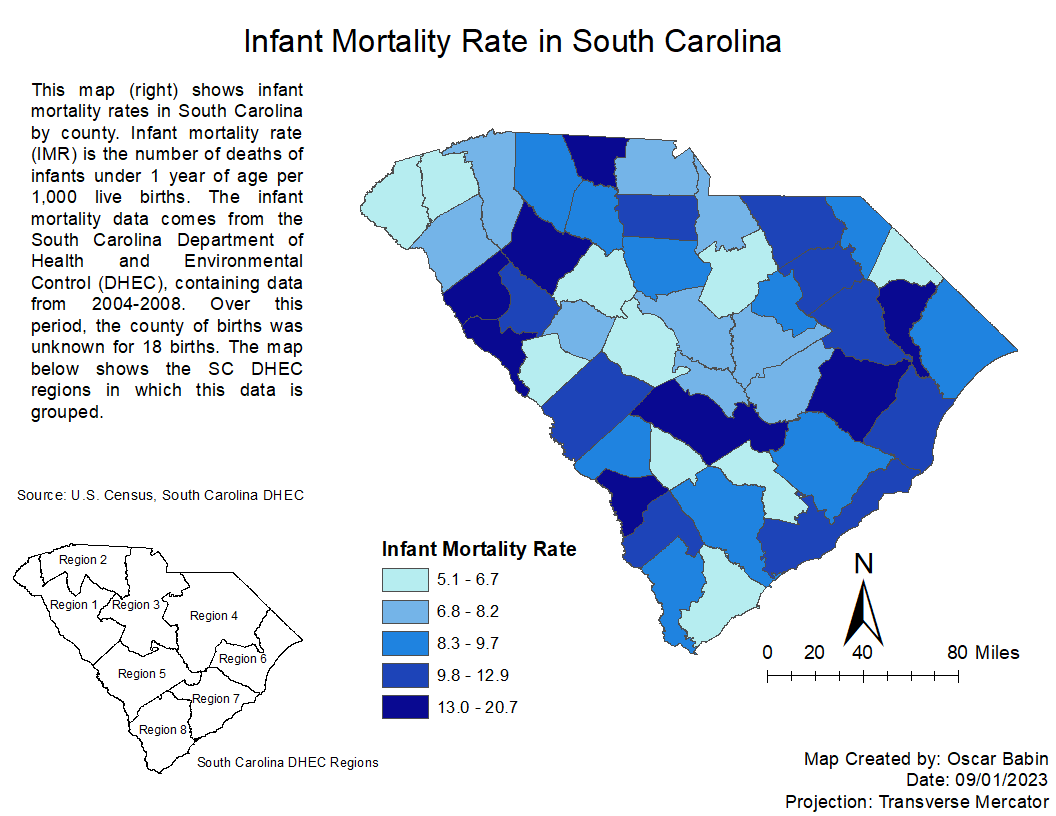 Infant Mortality Rate in South Carolina
This map (right) shows infant
mortality rates in South Carolina
by county. Infant mortality rate
(IMR) is the number of deaths of
infants under 1 year of age per
1,000 live births. The infant
mortality data comes from the
South Carolina Department of
Health and Environmental
Control (DHEC), containing data
from 2004-2008. Over this
period, the county of births was
unknown for 18 births. The map
below shows the SC DHEC
regions in which this data is
grouped.
Source: U.S. Census, South Carolina DHEC
Region 2
Region 1
Region 3
Region 4
Region 6
Region 5
Region 7
Region 8
South Carolina DHEC Regions
Infant Mortality Rate
5.1 - 6.7
6.8 - 8.2
8.3 - 9.7
9.8 - 12.9
13.0 - 20.7
N
0 20 40 80 Miles
Map Created by: Oscar Babin
Date: 09/01/2023
Projection: Transverse Mercator